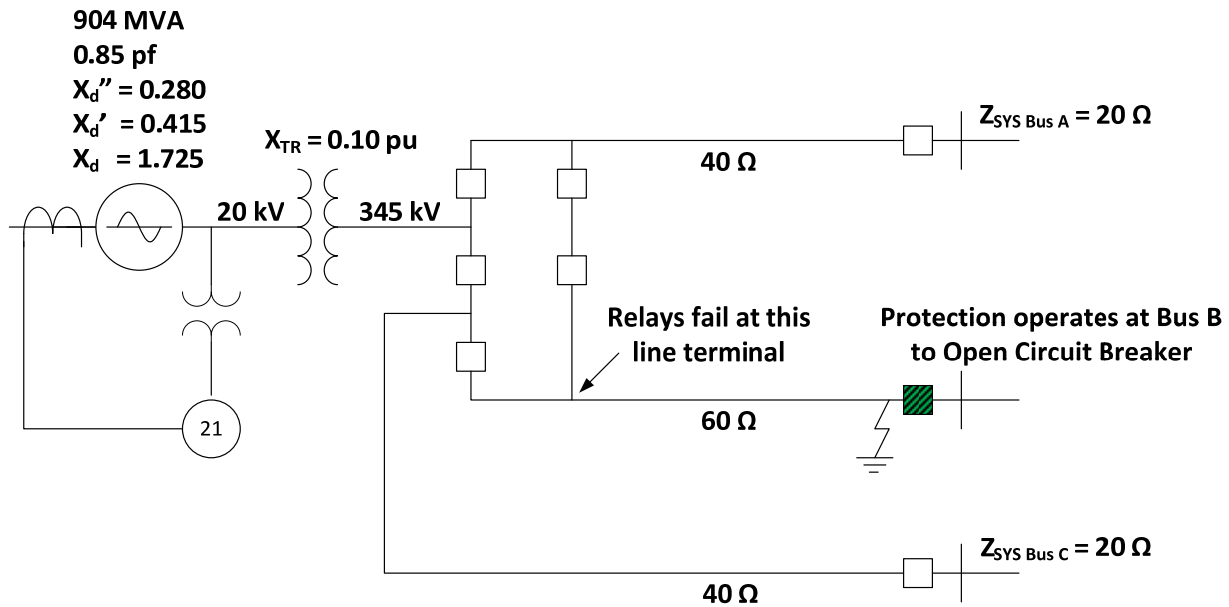 904 MVA
0.85 pf
Xd” = 0.280
Xd’ = 0.415
Xd = 1.725
XTR = 0.10 pu
20 kV
345 kV
21
40 Ω
ZSYS Bus A = 20 Ω
Relays fail at this
line terminal
Protection operates at Bus B
to Open Circuit Breaker
60 Ω
ZSYS Bus C = 20 Ω
40 Ω